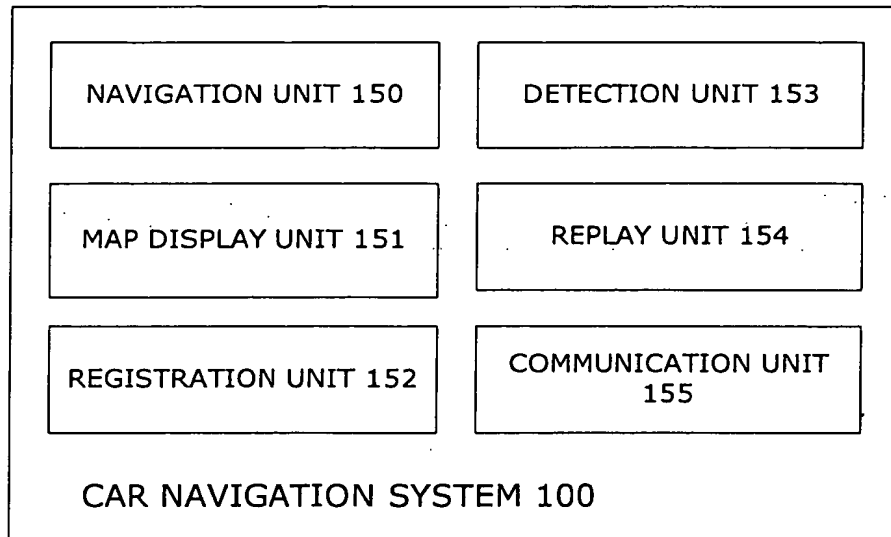 NAVIGATION UNIT 150
DETECTION UNIT 153
MAP DISPLAY UNIT 151
REPLAY UNIT 154
REGISTRATION UNIT 152
COMMUNICATION UNIT
155
CAR NAVIGATION SYSTEM 100